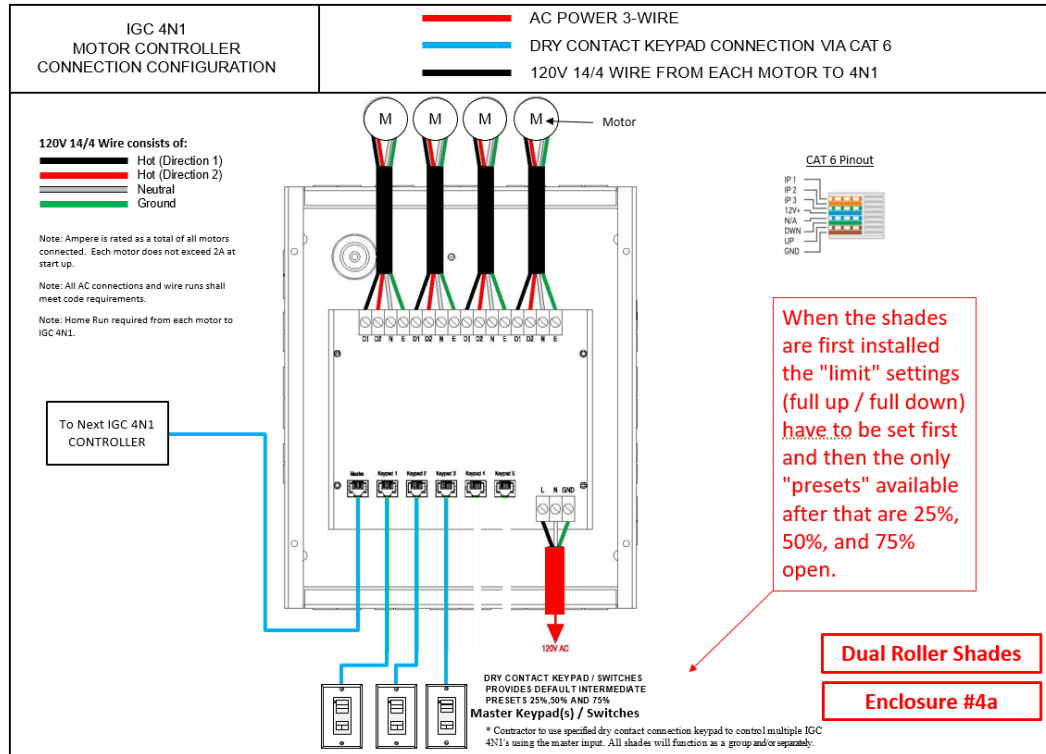 IGC 4N1
MOTOR CONTROLLER
CONNECTION CONFIGURATION
AC POWER 3-WIRE
DRY CONTACT KEYPAD CONNECTION VIA CAT 6
120V 14/4 WIRE FROM EACH MOTOR TO 4N1
M M M M
Motor
120V 14/4 Wire consists of:
Hot (Direction 1)
Hot (Direction 2)
Neutral
Ground
Note: Ampere is rated as a total of all motors
connected. Each motor does not exceed 2A at
start up.
Note: All AC connections and wire runs shall
meet code requirements.
Note: Home Run required from each motor to
IGC 4N1.
CAT 6 Pinout
IP 1
IP 2
IP 3
12V+
N/A
DWN
UP
GND
D1 D2 N E D1 D2 N E D1 D2 N E D1 D2 N E
When the shades
are first installed
the "limit" settings
(full up / full down)
have to be set first
and then the only
"presets" available
after that are 25%,
50%, and 75%
open.
To Next IGC 4N1
CONTROLLER
Master Keypad 1 Keypad 2 Keypad 3 Keypad 4 Keypad 5
L N GND
120V AC
Dual Roller Shades
Enclosure #4a
DRY CONTACT KEYPAD / SWITCHES
PROVIDES DEFAULT INTERMEDIATE
PRESETS 25%,50% AND 75%
Master Keypad(s) / Switches
* Contractor to use specified dry contact connection keypad to control multiple IGC
4N1's using the master input. All shades will function as a group and/or separately.